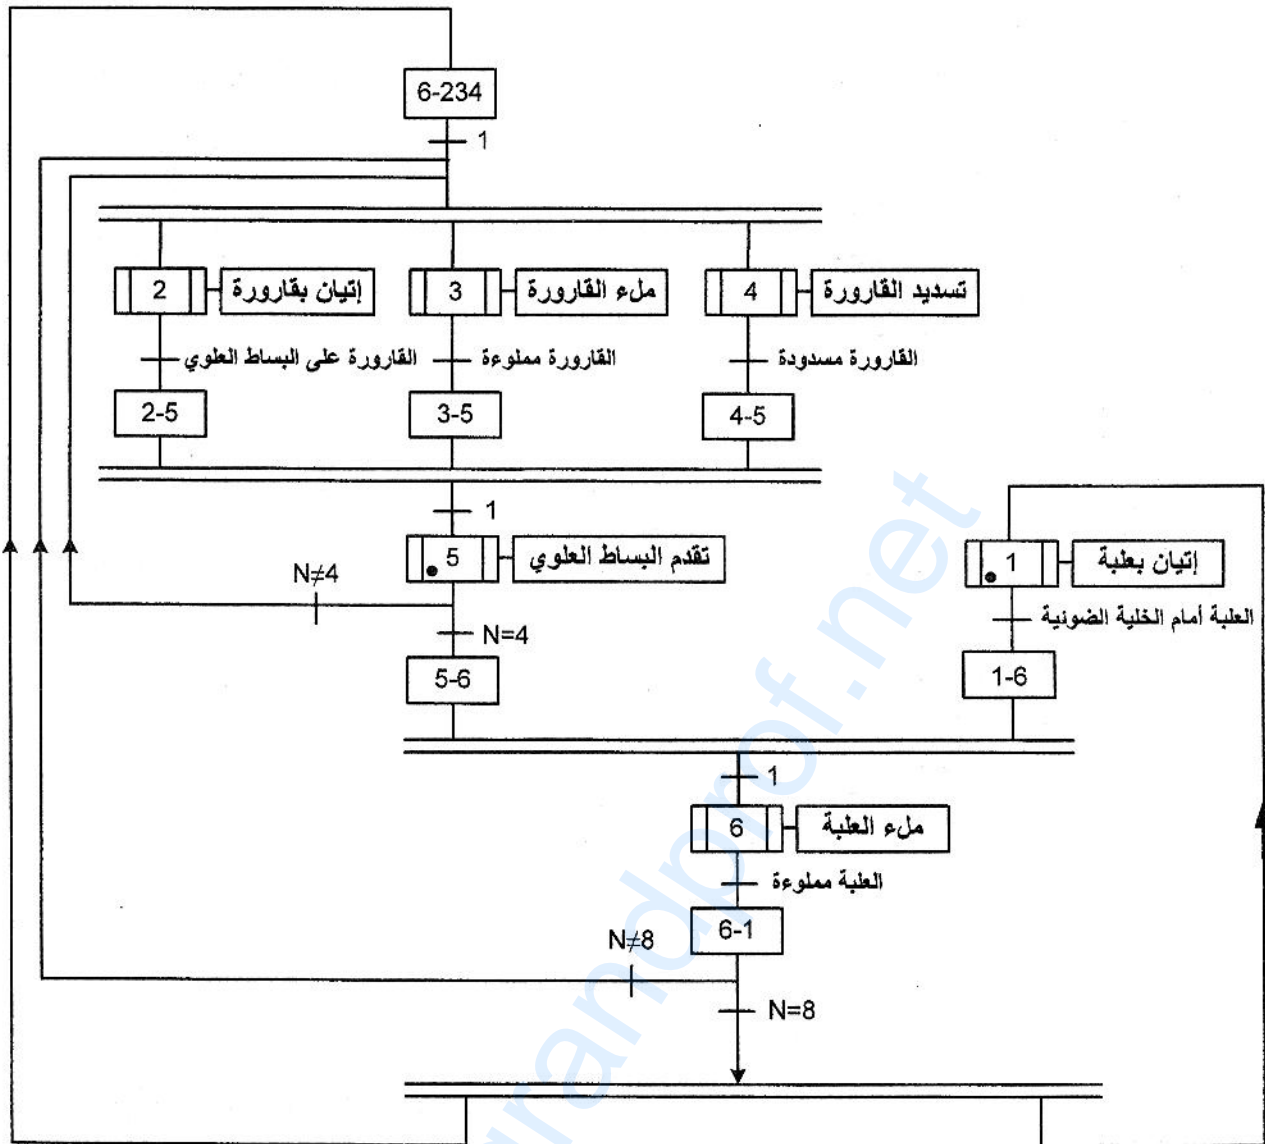 6-234
1
2 إتيان بقارورة
3 ملء القارورة
4 تسديد القارورة
القارورة على البساط العلوي
القارورة مملوءة
القارورة مسدودة
2-5
3-5
4-5
1
5 تقدم البساط العلوي
1 إتيان بعلبة
N≠4
N=4
العلبة أمام الخلية الضوئية
5-6
1-6
1
6 ملء العلبة
العلبة مملوءة
6-1
N≠8
N=8
grandprof.net